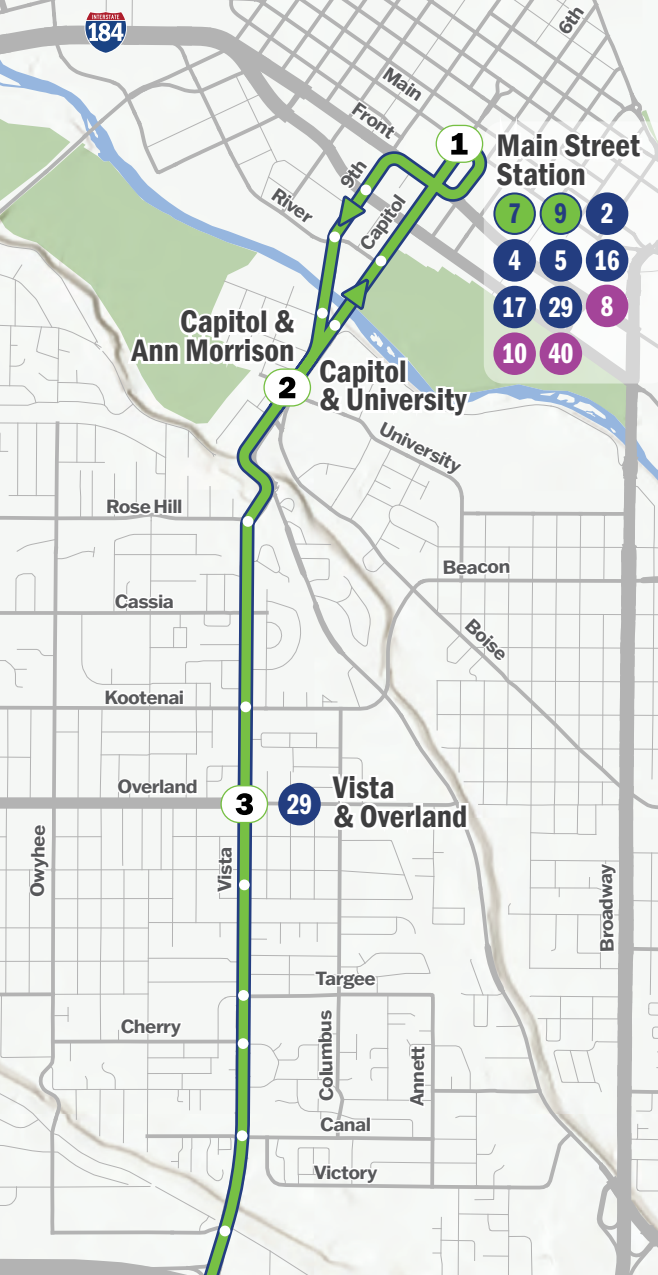 INTERSTATE
184
6th
Main
Front
1
Main Street
Station
9th
7 9 2
River
Capitol
4 5 16
17 29 8
10 40
Capitol &
Ann Morrison
2
Capitol
& University
University
Rose Hill
Beacon
Cassia
Boise
Kootenai
Overland
3
29
Vista
& Overland
Owyhee
Vista
Broadway
Targee
Cherry
Columbus
Annett
Canal
Victory